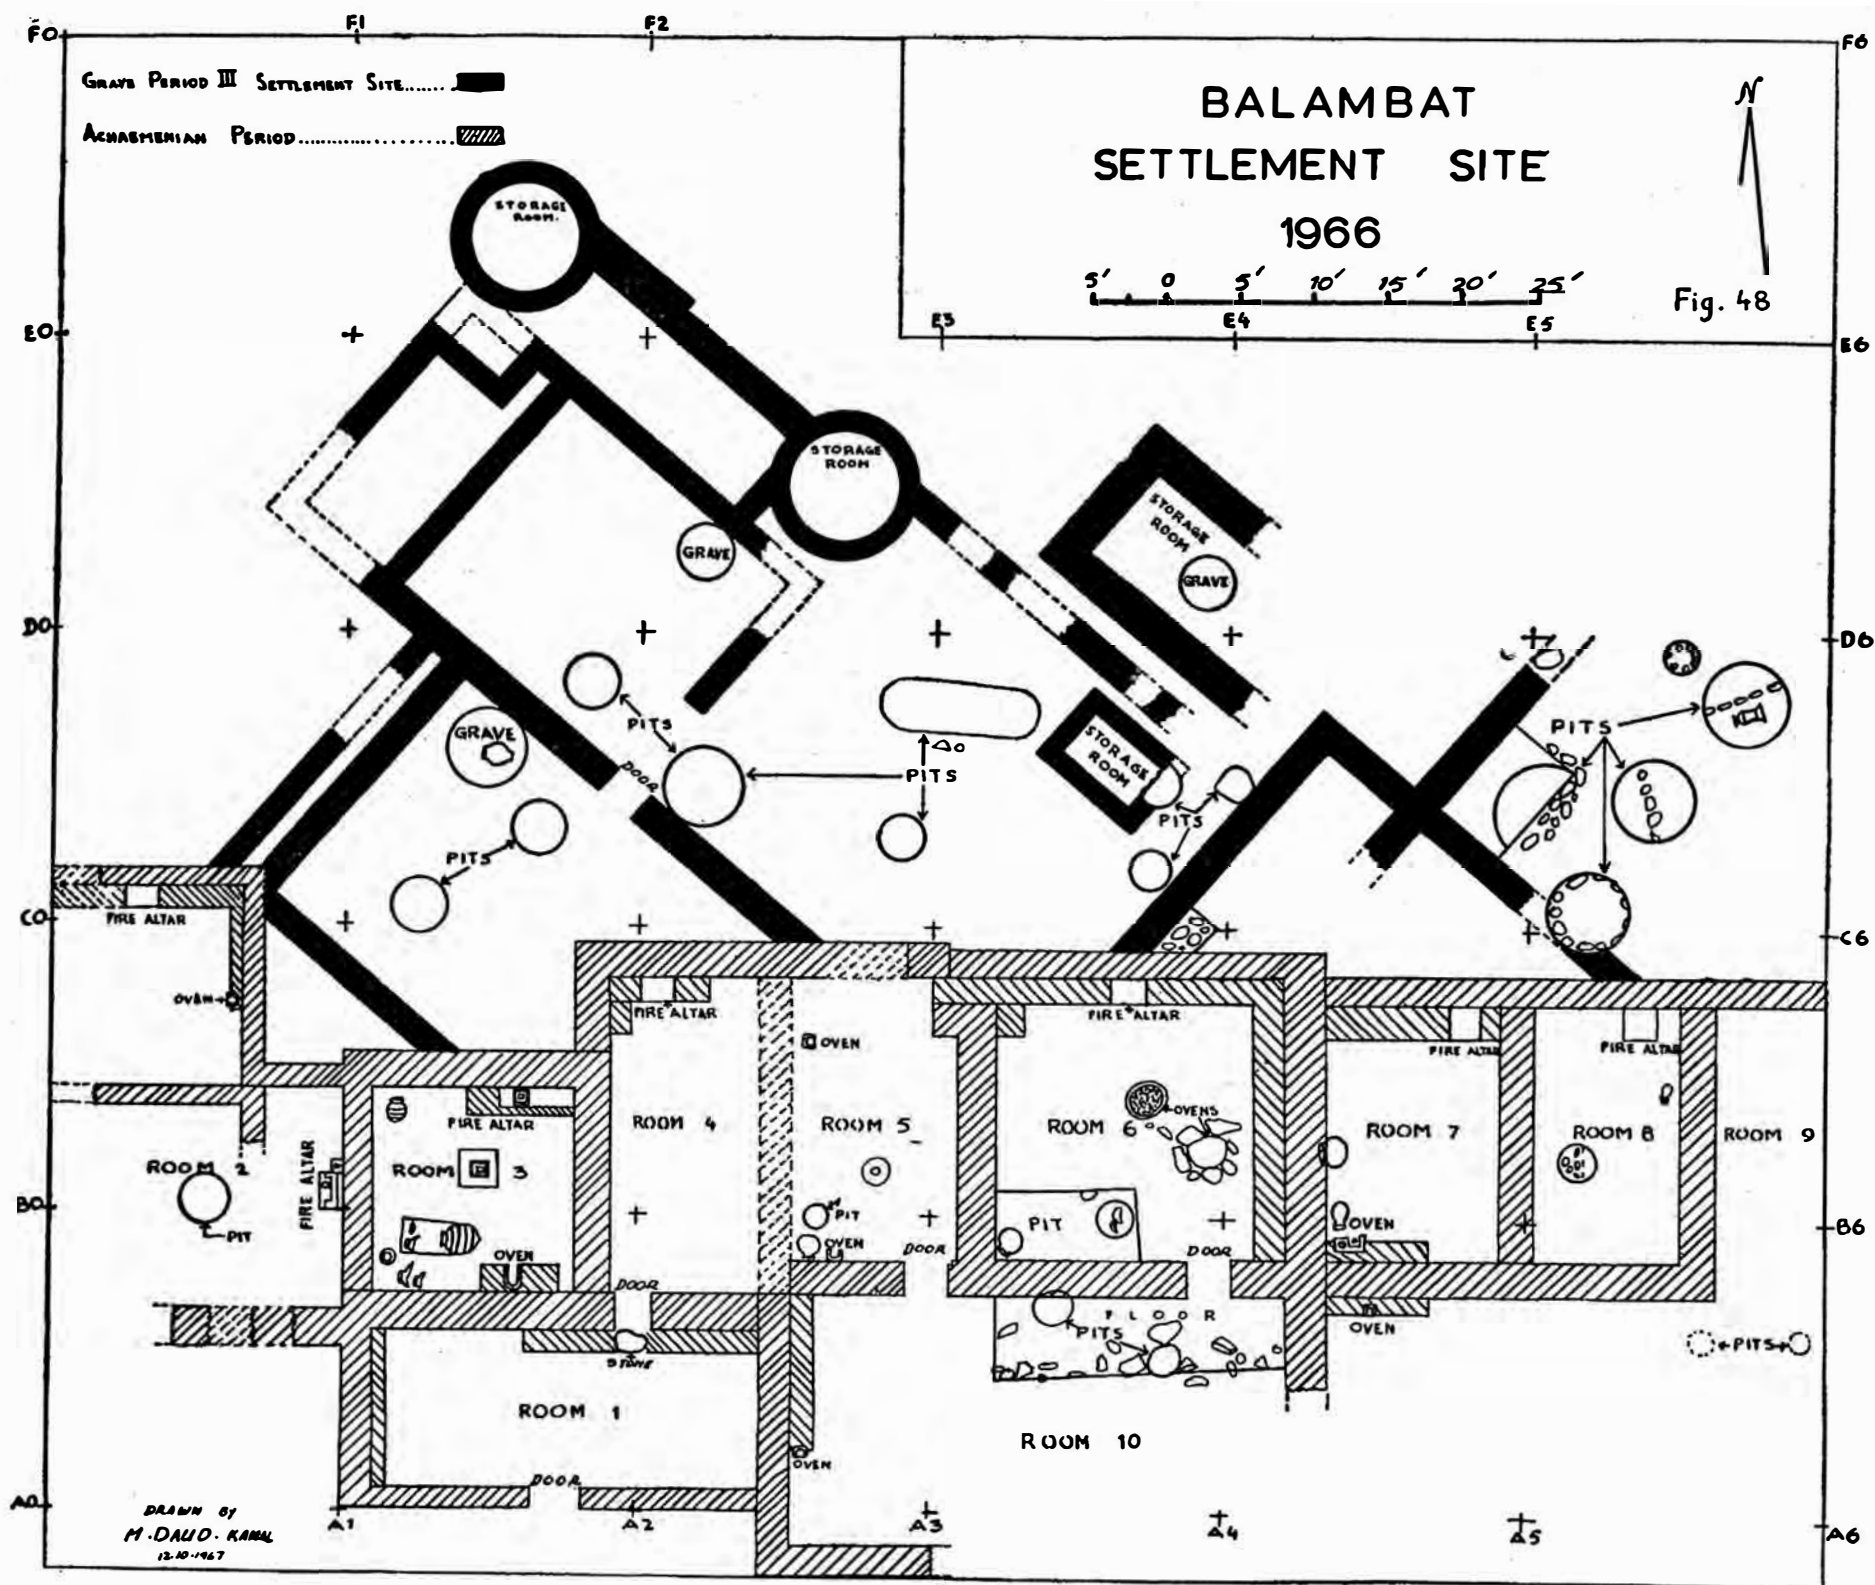 F0 F1 F2 F6
GRAVE PERIOD III SETTLEMENT SITE.......
ACHAEMENIAN PERIOD.......................
BALAMBAT
SETTLEMENT SITE
1966
N
5' 0 5' 10' 15' 20' 25'
Fig. 48
STORAGE
ROOM.
E0 E3 E4 E5 E6
STORAGE
ROOM
STORAGE
ROOM
GRAVE
GRAVE
D0 D6
PITS
GRAVE
DOOR
PITS
STORAGE
ROOM
PITS
PITS
PITS
C0 C6
FIRE ALTAR
OVEN
FIRE ALTAR
FIRE ALTAR
FIRE ALTAR
FIRE ALTAR
OVEN
FIRE ALTAR
OVENS
ROOM 2
ROOM 3
ROOM 4
ROOM 5
ROOM 6
ROOM 7
ROOM 8
ROOM 9
FIRE ALTAR
B0 B6
PIT
PIT
PIT
OVEN
OVEN
OVEN
DOOR
DOOR
DOOR
FLOOR
PITS
OVEN
PITS
STONE
ROOM 1
ROOM 10
OVEN
DOOR
A0 A1 A2 A3 A4 A5 A6
DRAWN BY
M. DAUD. KAMAL
12.10.1967